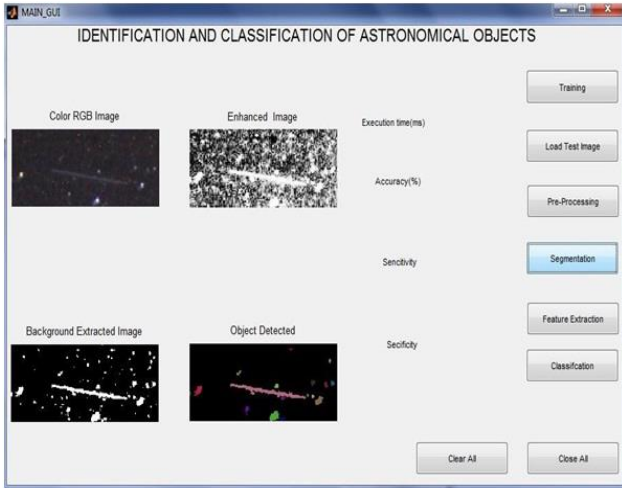 MAIN_GUI
IDENTIFICATION AND CLASSIFICATION OF ASTRONOMICAL OBJECTS
Training
Color RGB Image
Enhanced Image
Execution time(ms)
Load Test Image
Accuracy(%)
Pre-Processing
Sencitivity
Segmentation
Feature Extraction
Background Extracted Image
Object Detected
Secificity
Classifcation
Clear All
Close All